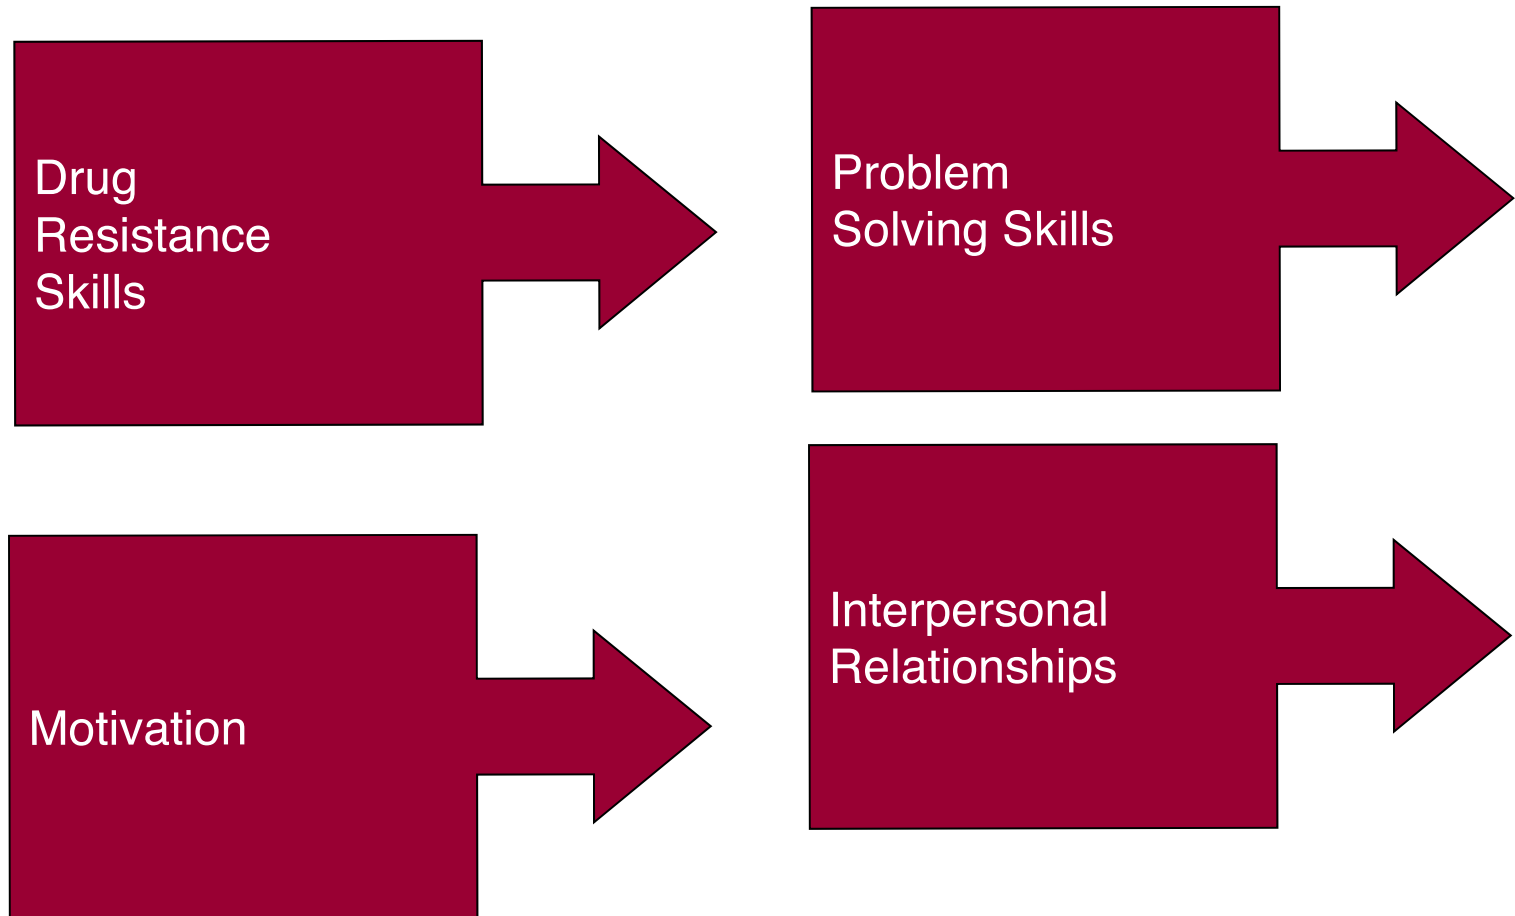 Drug
Resistance
Skills
Problem
Solving Skills
Motivation
Interpersonal
Relationships